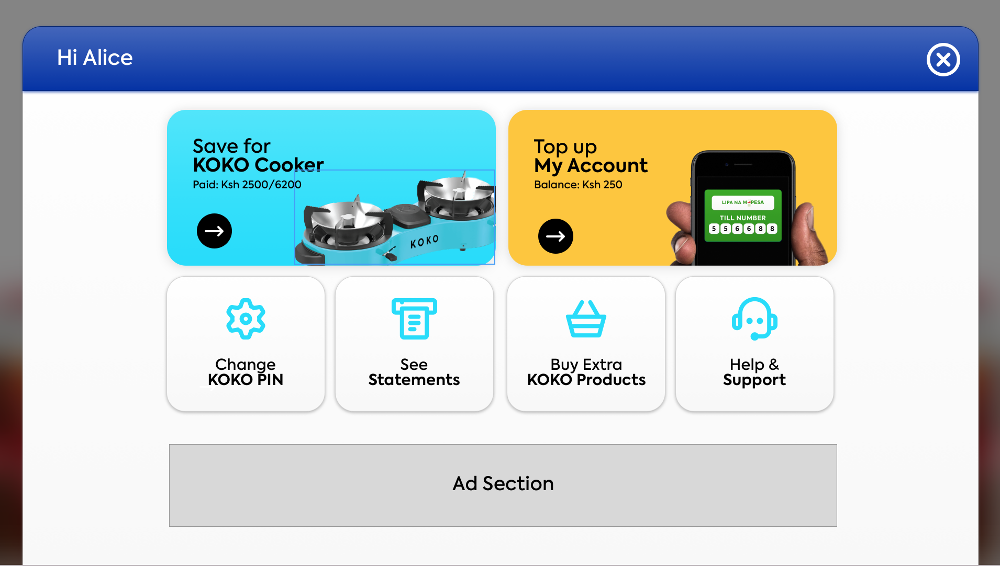 Hi Alice
Save for
KOKO Cooker
Paid: Ksh 2500/6200
KOKO
Top up
My Account
Balance: Ksh 250
LIPA NA M-PESA
TILL NUMBER
5 5 6 6 8 8
Change
KOKO PIN
See
Statements
Buy Extra
KOKO Products
Help &
Support
Ad Section